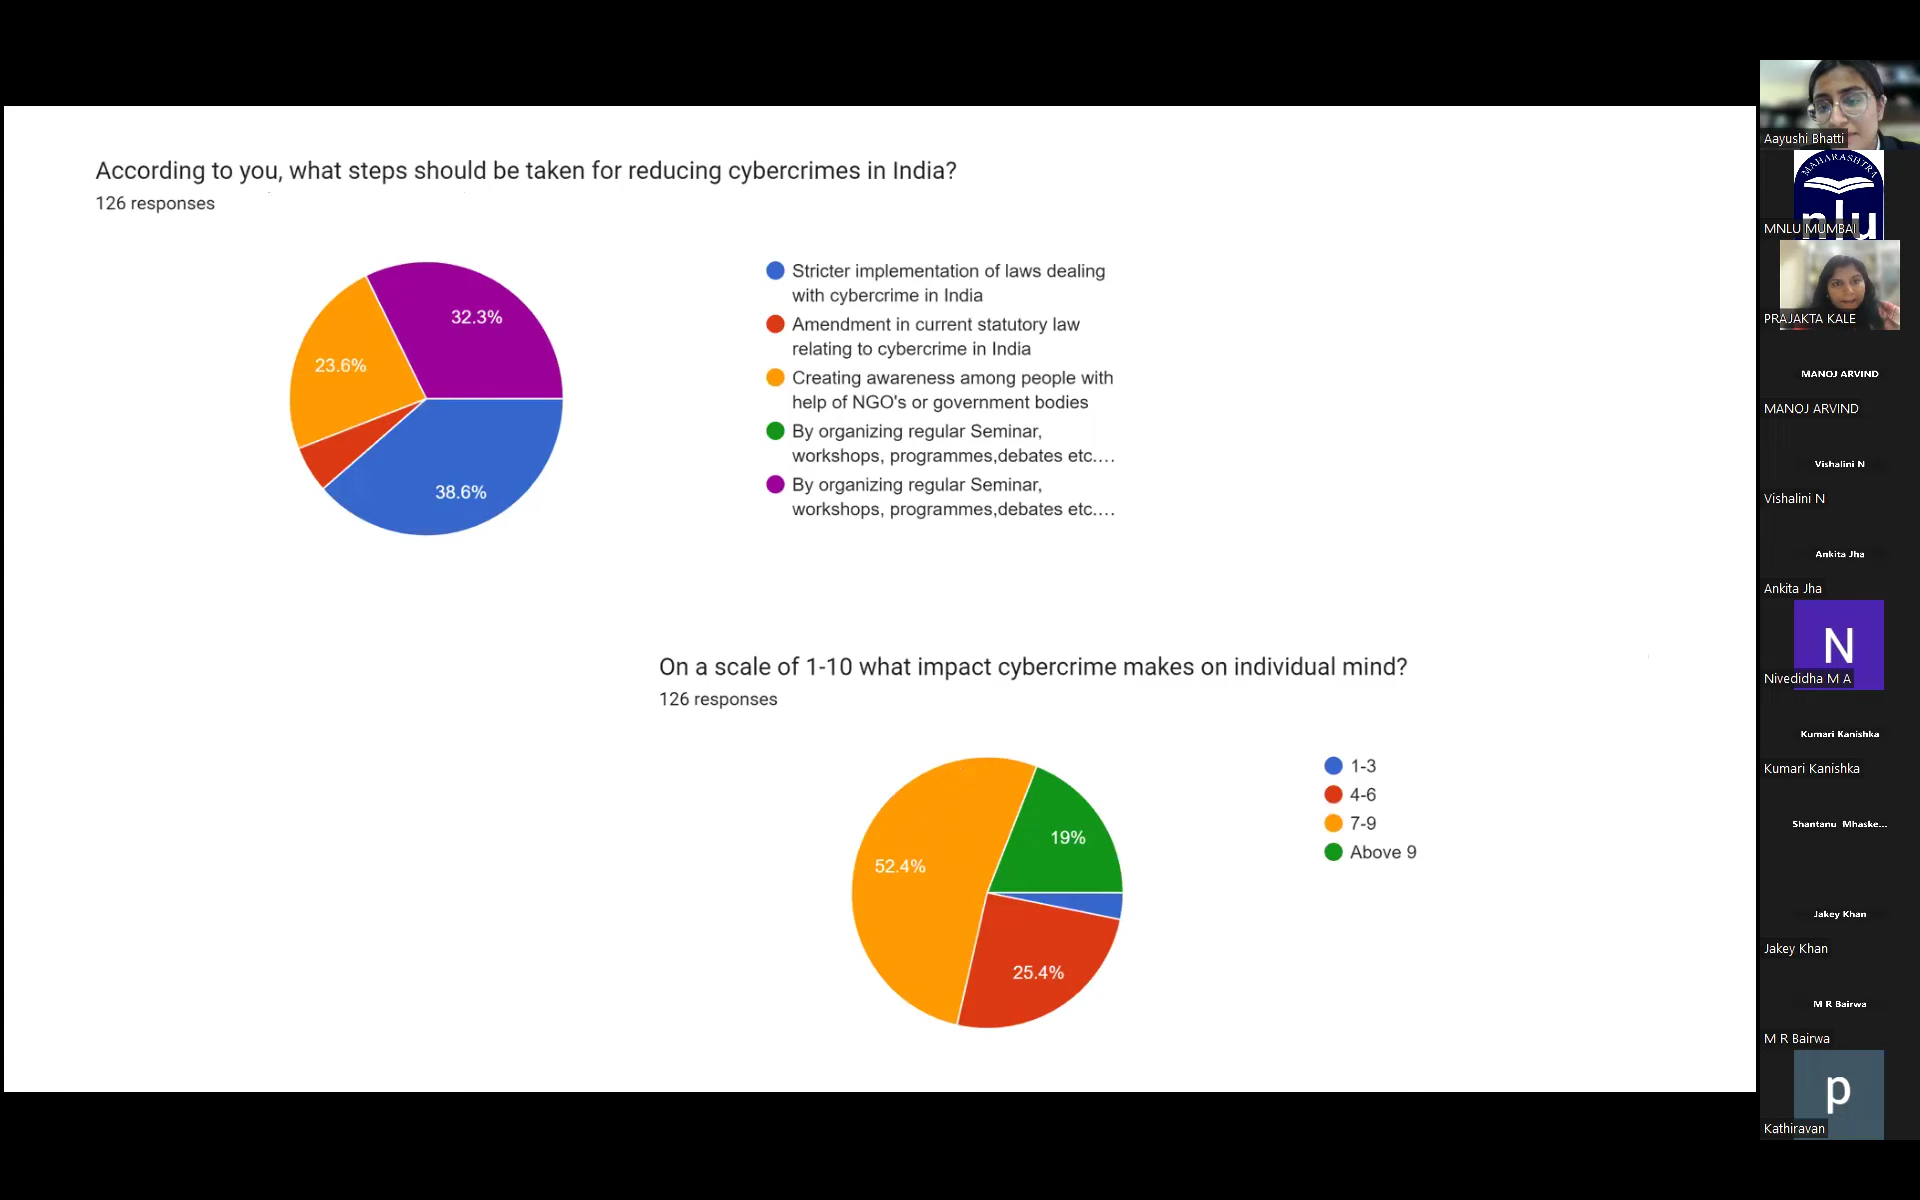 According to you, what steps should be taken for reducing cybercrimes in India?
126 responses
32.3%
23.6%
38.6%
Stricter implementation of laws dealing
with cybercrime in India
Amendment in current statutory law
relating to cybercrime in India
Creating awareness among people with
help of NGO's or government bodies
By organizing regular Seminar,
workshops, programmes,debates etc....
By organizing regular Seminar,
workshops, programmes,debates etc....
On a scale of 1-10 what impact cybercrime makes on individual mind?
126 responses
19%
52.4%
25.4%
1-3
4-6
7-9
Above 9
Aayushi Bhatti
MAHARASHTRA
nlu
MNLU MUMBAI
PRAJAKTA KALE
MANOJ ARVIND
MANOJ ARVIND
Vishalini N
Vishalini N
Ankita Jha
Ankita Jha
N
Nivedidha M A
Kumari Kanishka
Kumari Kanishka
Shantanu Mhaske...
Jakey Khan
Jakey Khan
M R Bairwa
M R Bairwa
p
Kathiravan